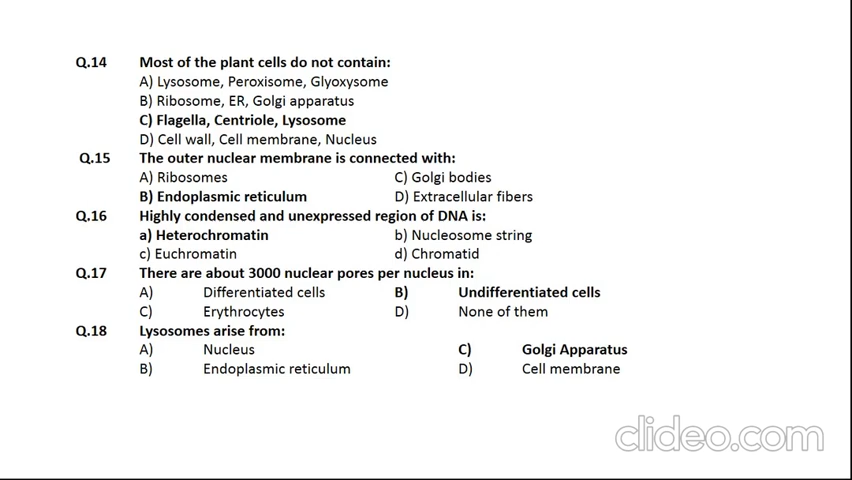 Q.14 Most of the plant cells do not contain:
A) Lysosome, Peroxisome, Glyoxysome
B) Ribosome, ER, Golgi apparatus
C) Flagella, Centriole, Lysosome
D) Cell wall, Cell membrane, Nucleus
Q.15 The outer nuclear membrane is connected with:
A) Ribosomes C) Golgi bodies
B) Endoplasmic reticulum D) Extracellular fibers
Q.16 Highly condensed and unexpressed region of DNA is:
a) Heterochromatin b) Nucleosome string
c) Euchromatin d) Chromatid
Q.17 There are about 3000 nuclear pores per nucleus in:
A) Differentiated cells B) Undifferentiated cells
C) Erythrocytes D) None of them
Q.18 Lysosomes arise from:
A) Nucleus C) Golgi Apparatus
B) Endoplasmic reticulum D) Cell membrane
clideo.com